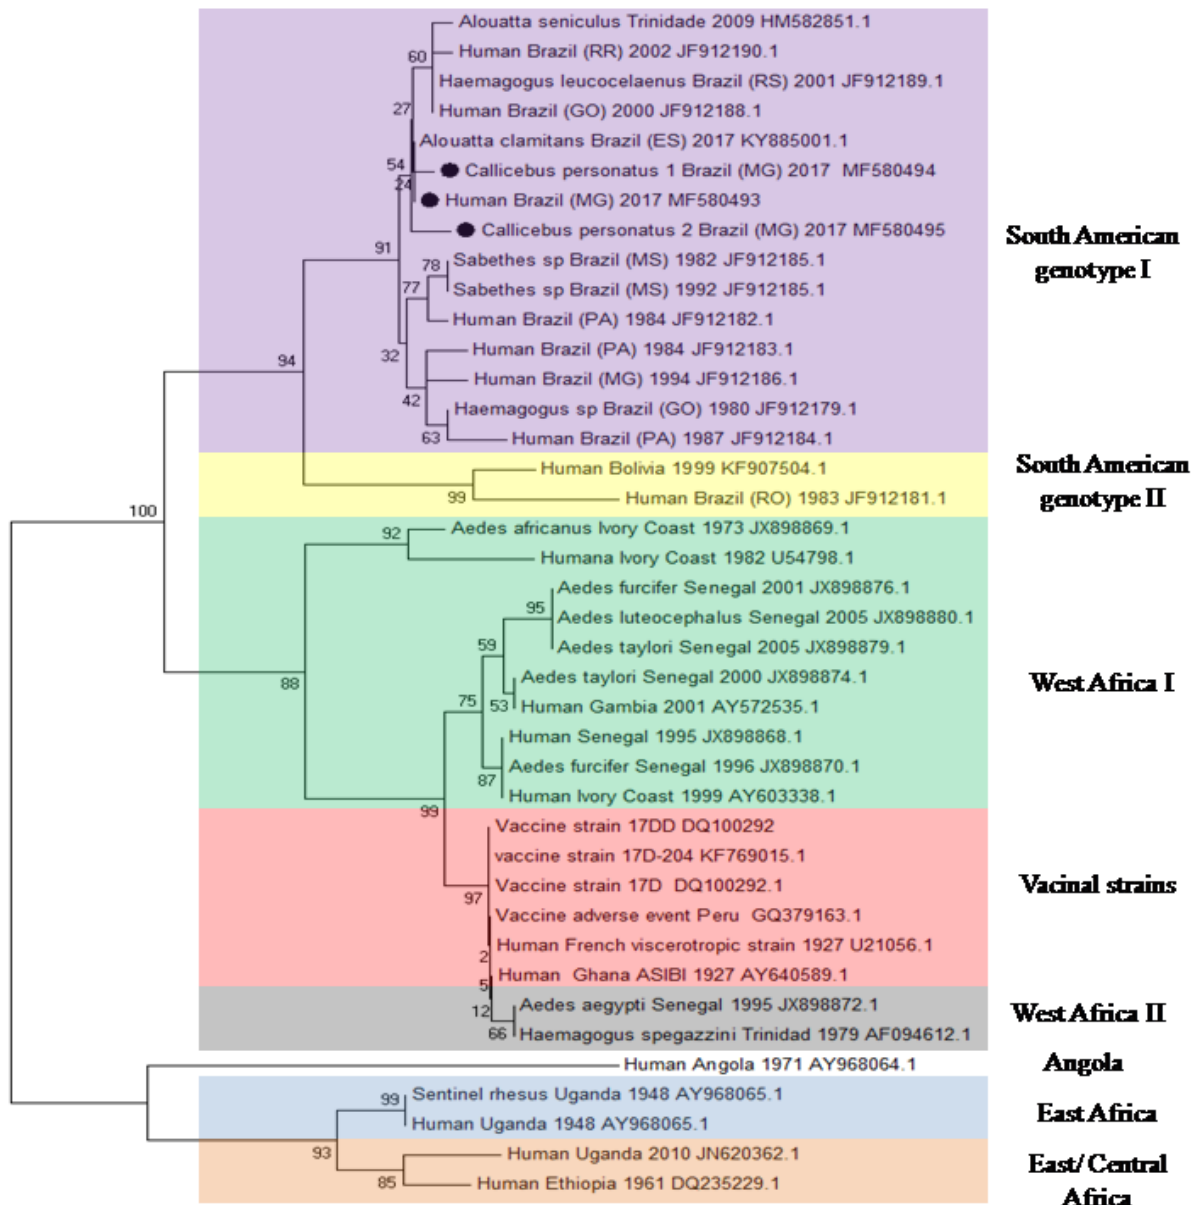 Alouatta seniculus Trinidade 2009 HM582851.1
60
Human Brazil (RR) 2002 JF912190.1
Haemagogus leucocelaenus Brazil (RS) 2001 JF912189.1
27
Human Brazil (GO) 2000 JF912188.1
Alouatta clamitans Brazil (ES) 2017 KY885001.1
54
Callicebus personatus 1 Brazil (MG) 2017 MF580494
24
Human Brazil (MG) 2017 MF580493
Callicebus personatus 2 Brazil (MG) 2017 MF580495
South American
genotype I
91
78
Sabethes sp Brazil (MS) 1982 JF912185.1
77
Sabethes sp Brazil (MS) 1992 JF912185.1
Human Brazil (PA) 1984 JF912182.1
32
Human Brazil (PA) 1984 JF912183.1
94
Human Brazil (MG) 1994 JF912186.1
42
Haemagogus sp Brazil (GO) 1980 JF912179.1
63
Human Brazil (PA) 1987 JF912184.1
Human Bolivia 1999 KF907504.1
South American
genotype II
99
Human Brazil (RO) 1983 JF912181.1
100
92
Aedes africanus Ivory Coast 1973 JX898869.1
Humana Ivory Coast 1982 U54798.1
Aedes furcifer Senegal 2001 JX898876.1
95
Aedes luteocephalus Senegal 2005 JX898880.1
59
Aedes taylori Senegal 2005 JX898879.1
88
Aedes taylori Senegal 2000 JX898874.1
West Africa I
75
53
Human Gambia 2001 AY572535.1
Human Senegal 1995 JX898868.1
Aedes furcifer Senegal 1996 JX898870.1
87
Human Ivory Coast 1999 AY603338.1
99
Vaccine strain 17DD DQ100292
vaccine strain 17D-204 KF769015.1
Vaccine strain 17D DQ100292.1
Vacinal strains
97
Vaccine adverse event Peru GQ379163.1
Human French viscerotropic strain 1927 U21056.1
2
Human Ghana ASIBI 1927 AY640589.1
5
Aedes aegypti Senegal 1995 JX898872.1
West Africa II
12
66
Haemagogus spegazzini Trinidad 1979 AF094612.1
Human Angola 1971 AY968064.1
Angola
99
Sentinel rhesus Uganda 1948 AY968065.1
Human Uganda 1948 AY968065.1
East Africa
93
Human Uganda 2010 JN620362.1
85
Human Ethiopia 1961 DQ235229.1
East/ Central
Africa